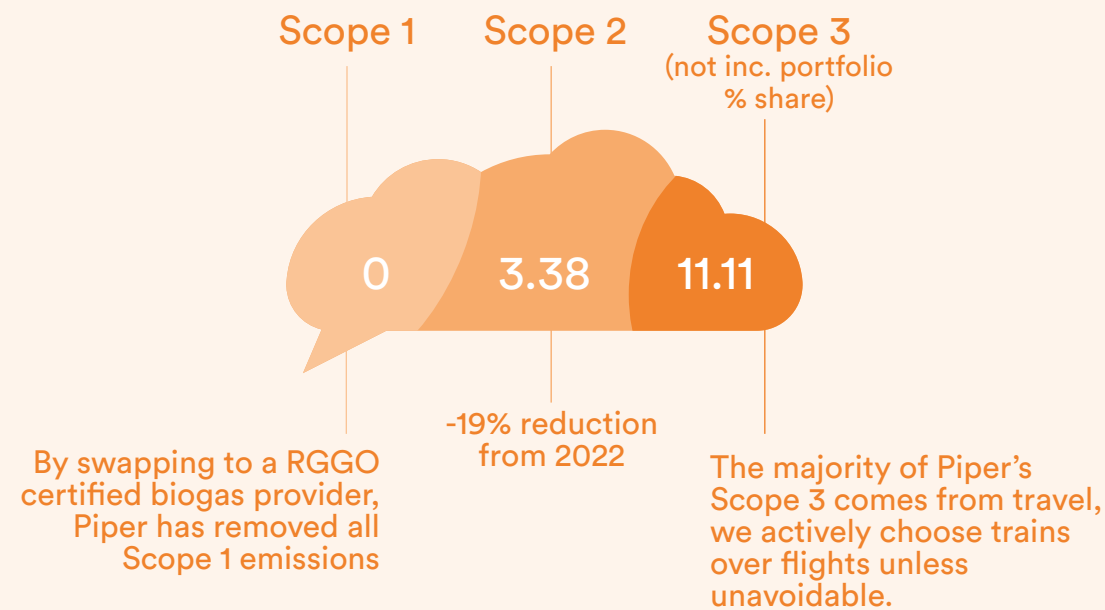 Scope 1
Scope 2
Scope 3
(not inc. portfolio
% share)
0
3.38
11.11
By swapping to a RGGO
certified biogas provider,
Piper has removed all
Scope 1 emissions
-19% reduction
from 2022
The majority of Piper's
Scope 3 comes from travel,
we actively choose trains
over flights unless
unavoidable.